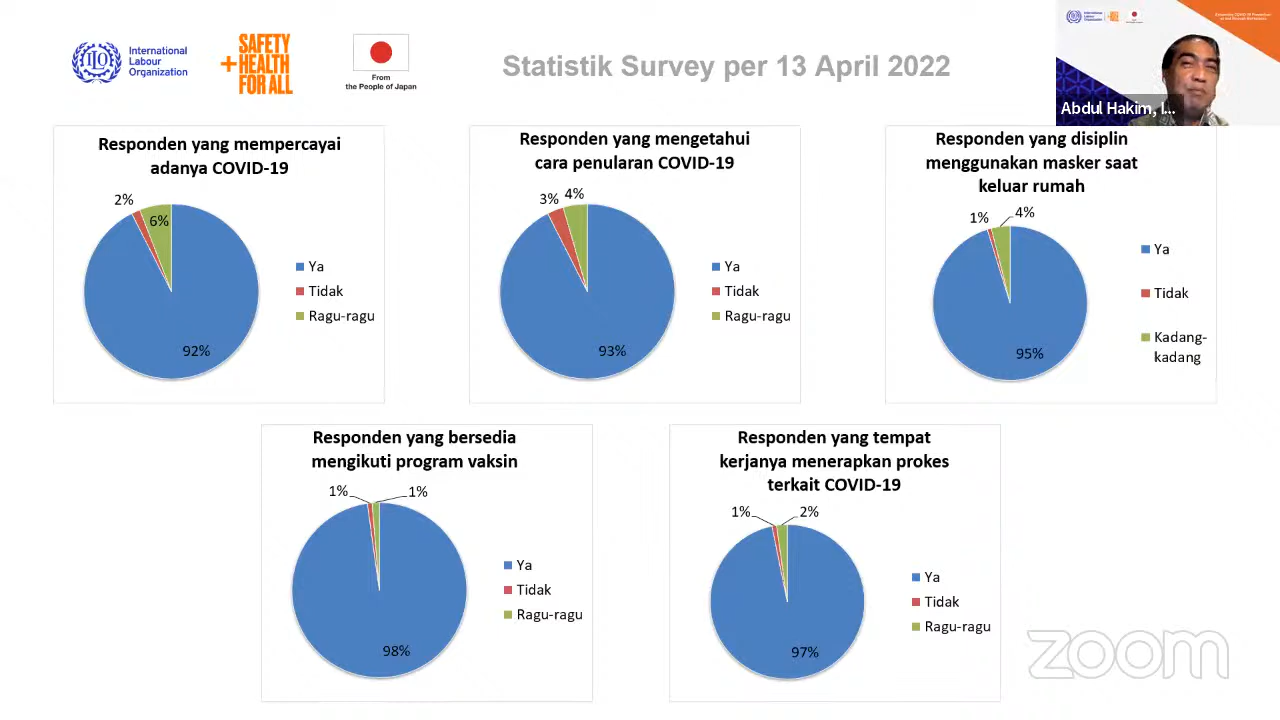 International
Labour
Organization
ILO
SAFETY
+HEALTH
FOR ALL
From
the People of Japan
Statistik Survey per 13 April 2022
Abdul Hakim, I...
Responden yang mempercayai
adanya COVID-19
2%
6%
92%
Ya
Tidak
Ragu-ragu
Responden yang mengetahui
cara penularan COVID-19
3%
4%
93%
Ya
Tidak
Ragu-ragu
Responden yang disiplin
menggunakan masker saat
keluar rumah
1%
4%
95%
Ya
Tidak
Kadang-
kadang
Responden yang bersedia
mengikuti program vaksin
1%
1%
98%
Ya
Tidak
Ragu-ragu
Responden yang tempat
kerjanya menerapkan prokes
terkait COVID-19
1%
2%
97%
Ya
Tidak
Ragu-ragu
zoom